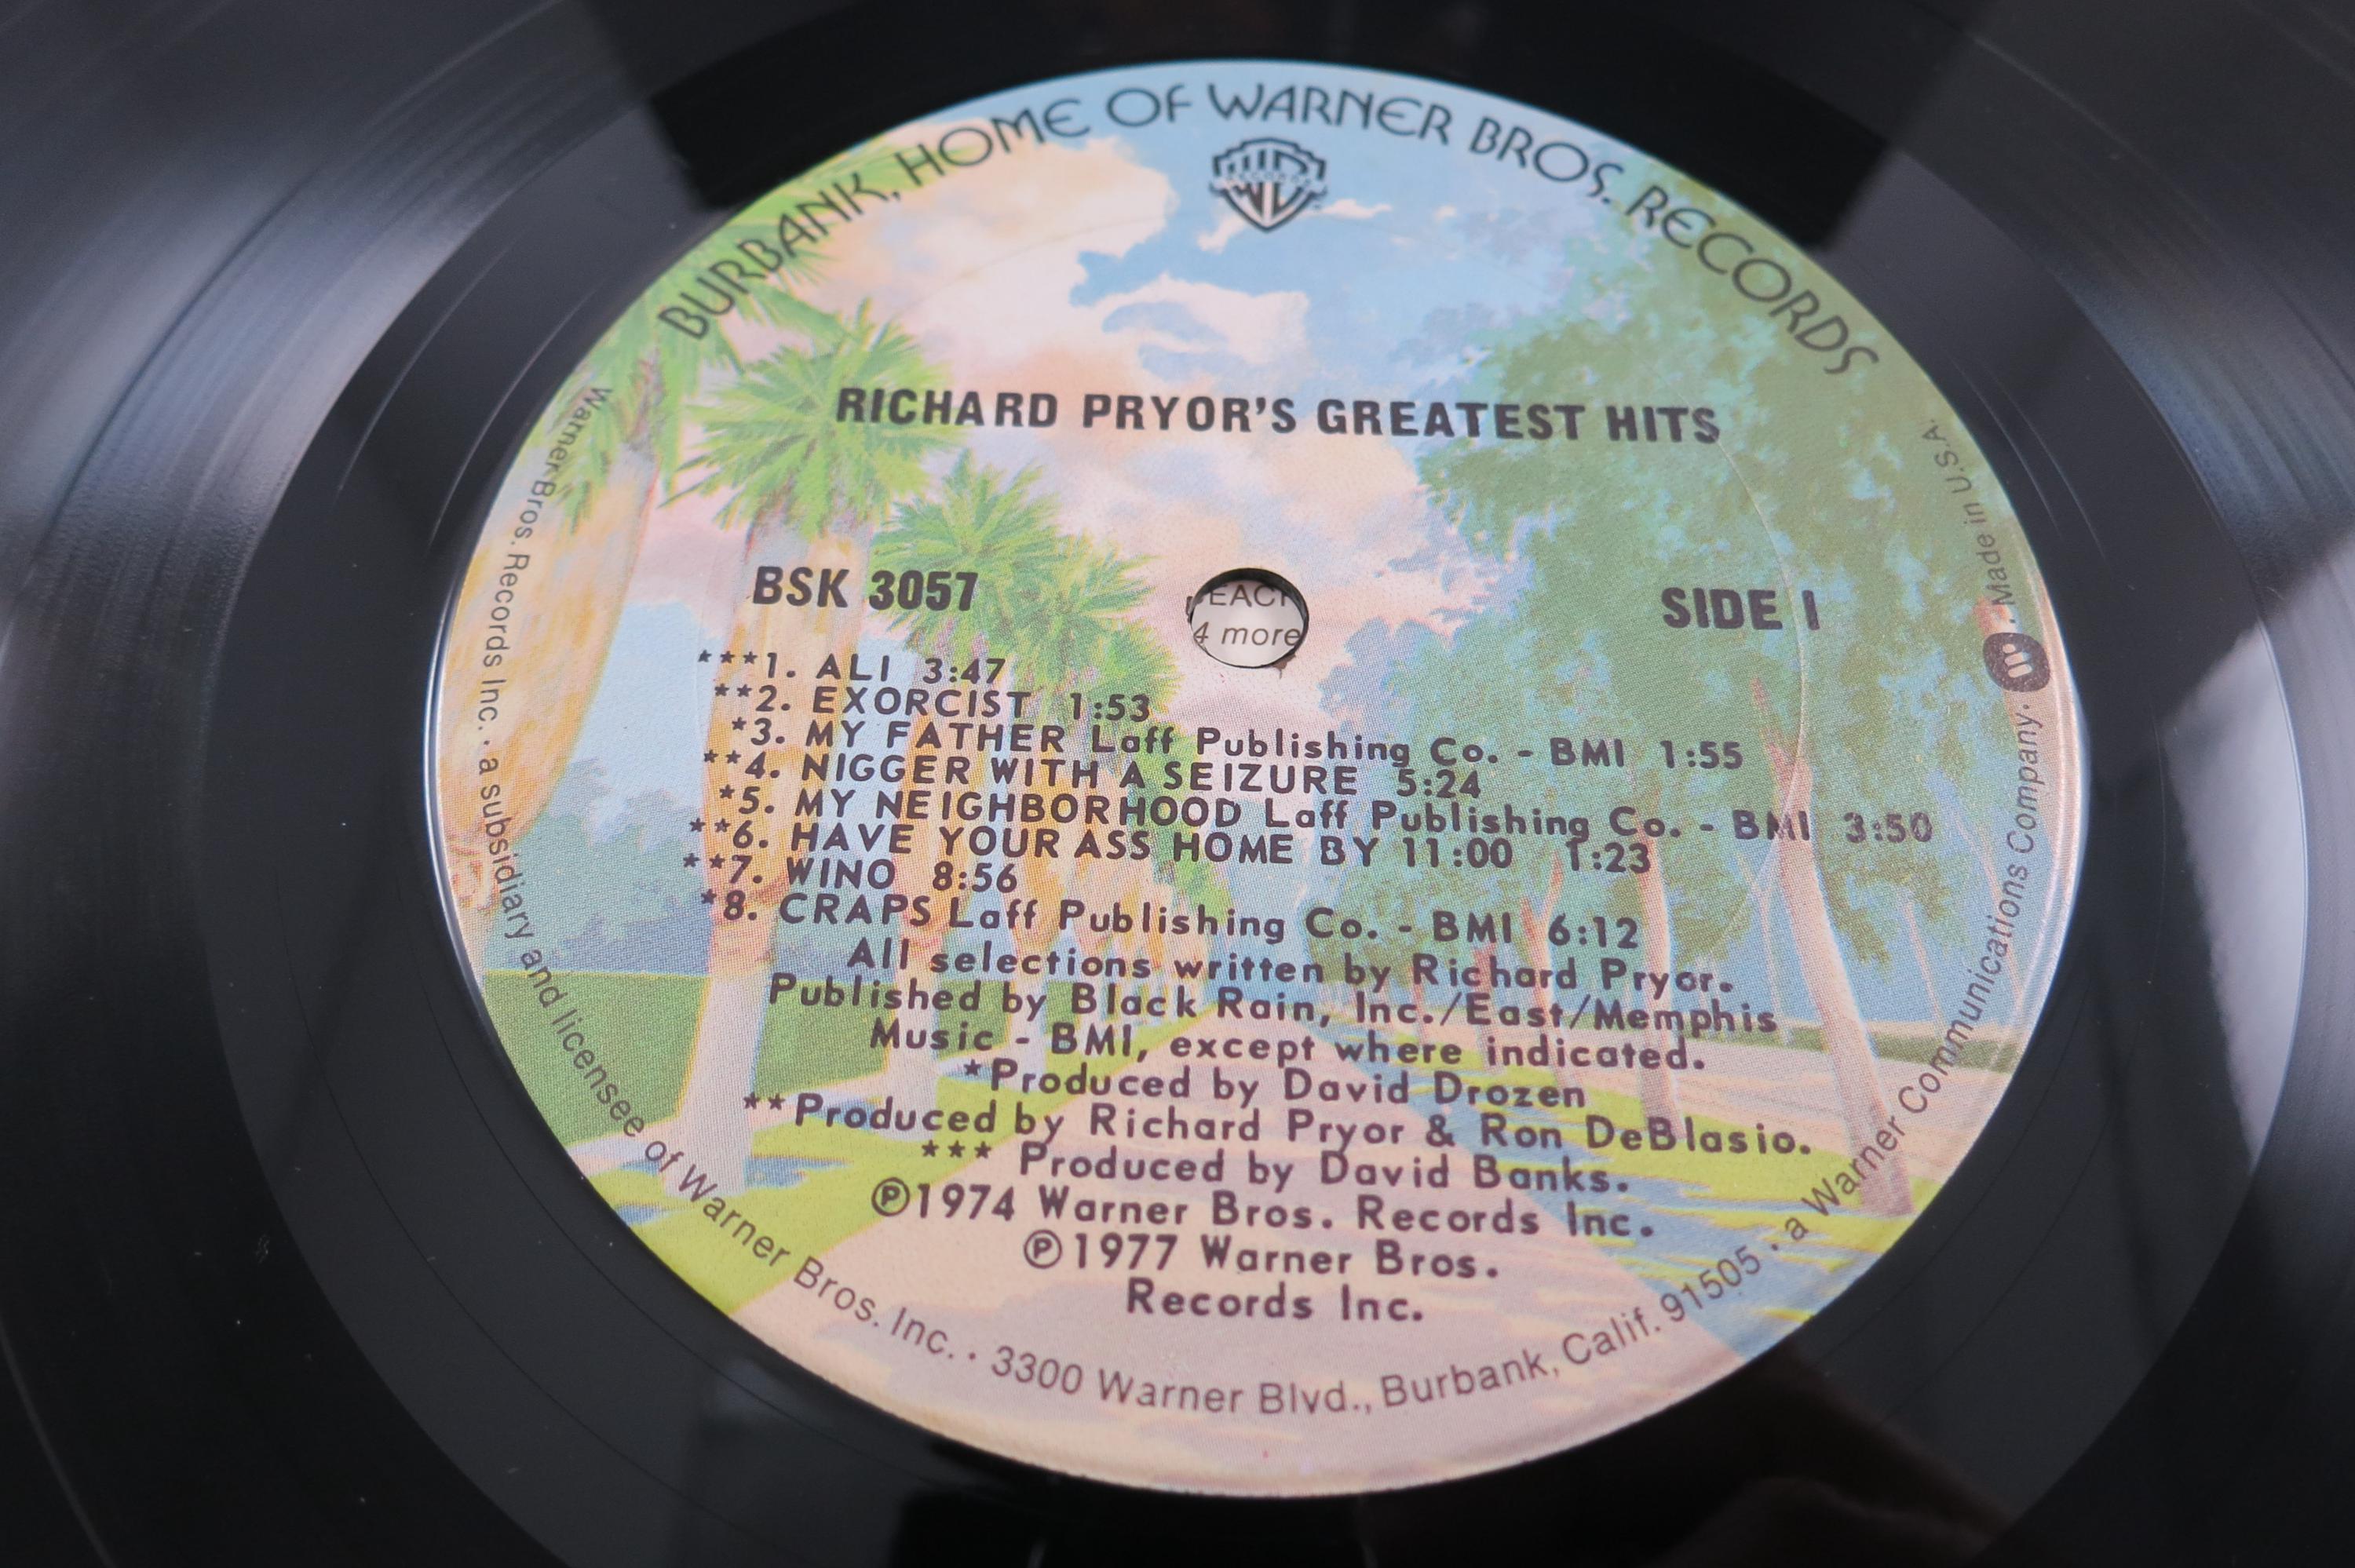 BURBANK, HOME OF WARNER BROS. RECORDS
RECORDS
RICHARD PRYOR'S GREATEST HITS
BSK 3057
SIDE 1
4 more
***1. ALI 3:47
**2. EXORCIST 1:53
*3. MY FATHER Laff Publishing Co. - BMI 1:55
**4. NIGGER WITH A SEIZURE 5:24
*5. MY NEIGHBORHOOD Laff Publishing Co. - BMI 3:50
**6. HAVE YOUR ASS HOME BY 11:00 1:23
**7. WINO 8:56
*8. CRAPS Laff Publishing Co. - BMI 6:12
All selections written by Richard Pryor.
Published by Black Rain, Inc./East/Memphis
Music - BMI, except where indicated.
*Produced by David Drozen
**Produced by Richard Pryor & Ron DeBlasio.
*** Produced by David Banks.
℗1974 Warner Bros. Records Inc.
℗1977 Warner Bros.
Records Inc.
Warner Bros. Records Inc. • a subsidiary and licensee of Warner Bros. Inc. • 3300 Warner Blvd., Burbank, Calif. 91505 • a Warner Communications Company. • Made in U.S.A.